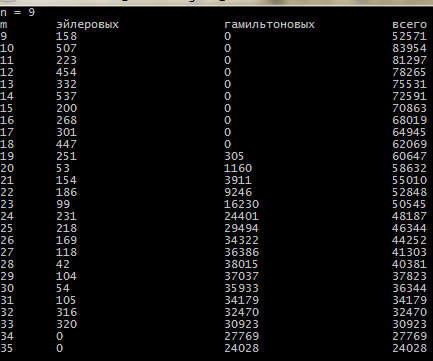 n = 9
m эйлеровых гамильтоновых всего
9 158 0 52571
10 507 0 83954
11 223 0 81297
12 454 0 78265
13 332 0 75531
14 537 0 72591
15 200 0 70863
16 268 0 68019
17 301 0 64945
18 447 0 62069
19 251 305 60647
20 53 1160 58632
21 154 3911 55010
22 186 9246 52848
23 99 16230 50545
24 231 24401 48187
25 218 29494 46344
26 169 34322 44252
27 118 36386 41303
28 42 38015 40381
29 104 37037 37823
30 54 35933 36344
31 105 34179 34179
32 316 32470 32470
33 320 30923 30923
34 0 27769 27769
35 0 24028 24028